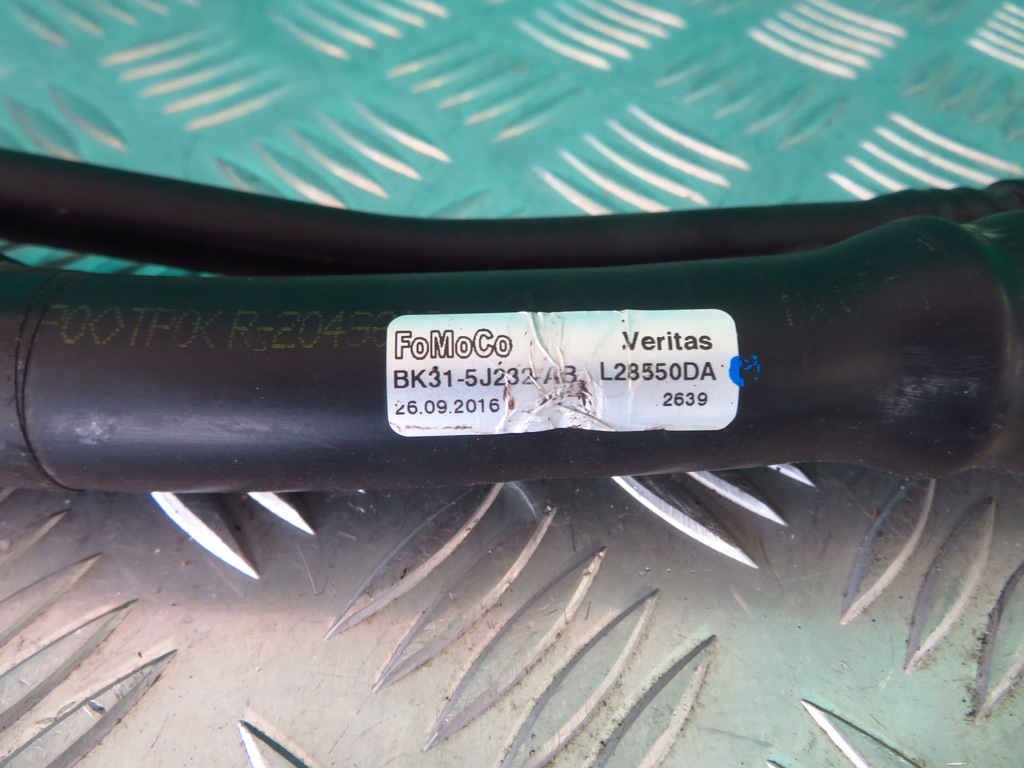 FoMoCo Veritas
BK31-5J232-AB L28550DA
26.09.2016 2639